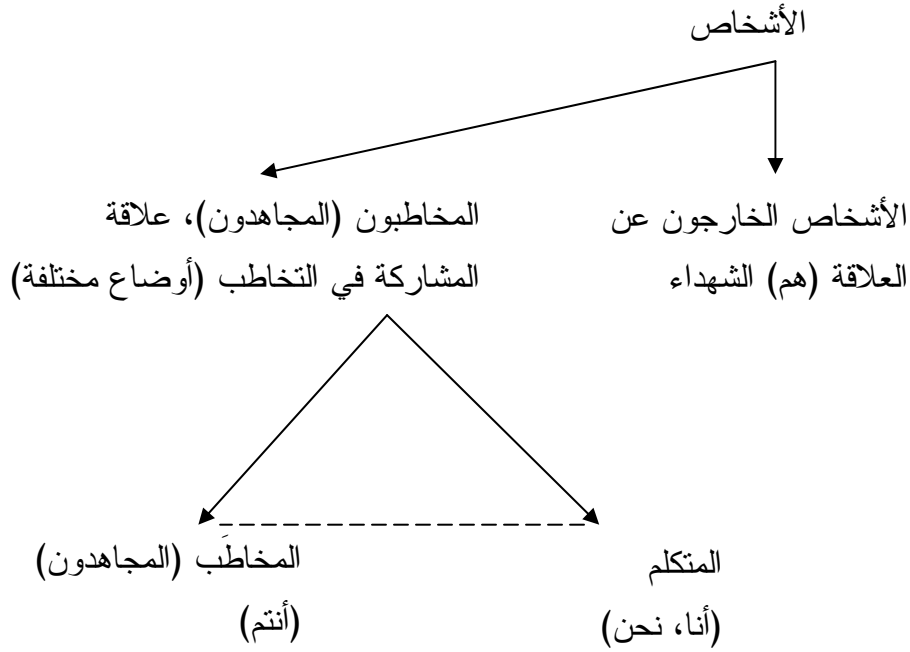 الأشخاص
الأشخاص الخارجون عن
العلاقة (هم) الشهداء
المخاطبون (المجاهدون)، علاقة
المشاركة في التخاطب (أوضاع مختلفة)
المتكلم
(أنا، نحن)
المخاطَب (المجاهدون)
(أنتم)